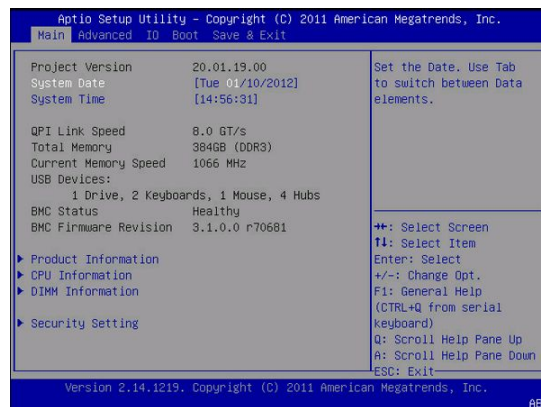 Aptio Setup Utility – Copyright (C) 2011 American Megatrends, Inc.
Main Advanced IO Boot Save & Exit
Project Version 20.01.19.00
System Date [Tue 01/10/2012]
System Time [14:56:31]
QPI Link Speed 8.0 GT/s
Total Memory 384GB (DDR3)
Current Memory Speed 1066 MHz
USB Devices:
1 Drive, 2 Keyboards, 1 Mouse, 4 Hubs
BMC Status Healthy
BMC Firmware Revision 3.1.0.0 r70681
▶ Product Information
▶ CPU Information
▶ DIMM Information
▶ Security Setting
Set the Date. Use Tab
to switch between Data
elements.
→←: Select Screen
↑↓: Select Item
Enter: Select
+/-: Change Opt.
F1: General Help
(CTRL+Q from serial
keyboard)
Q: Scroll Help Pane Up
A: Scroll Help Pane Down
ESC: Exit
Version 2.14.1219. Copyright (C) 2011 American Megatrends, Inc.
AB